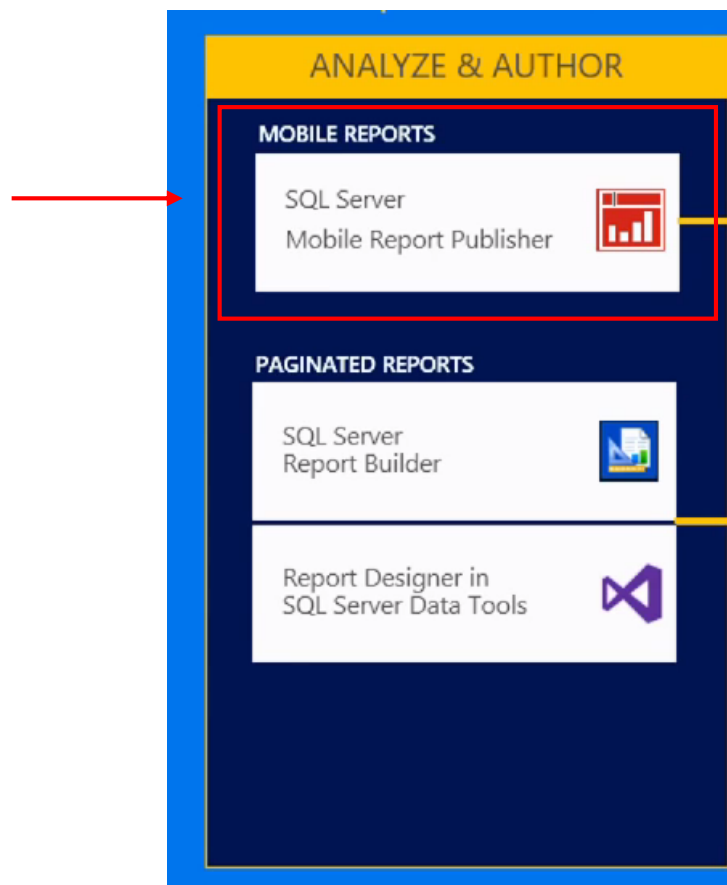 ANALYZE & AUTHOR
MOBILE REPORTS
SQL Server
Mobile Report Publisher
PAGINATED REPORTS
SQL Server
Report Builder
Report Designer in
SQL Server Data Tools